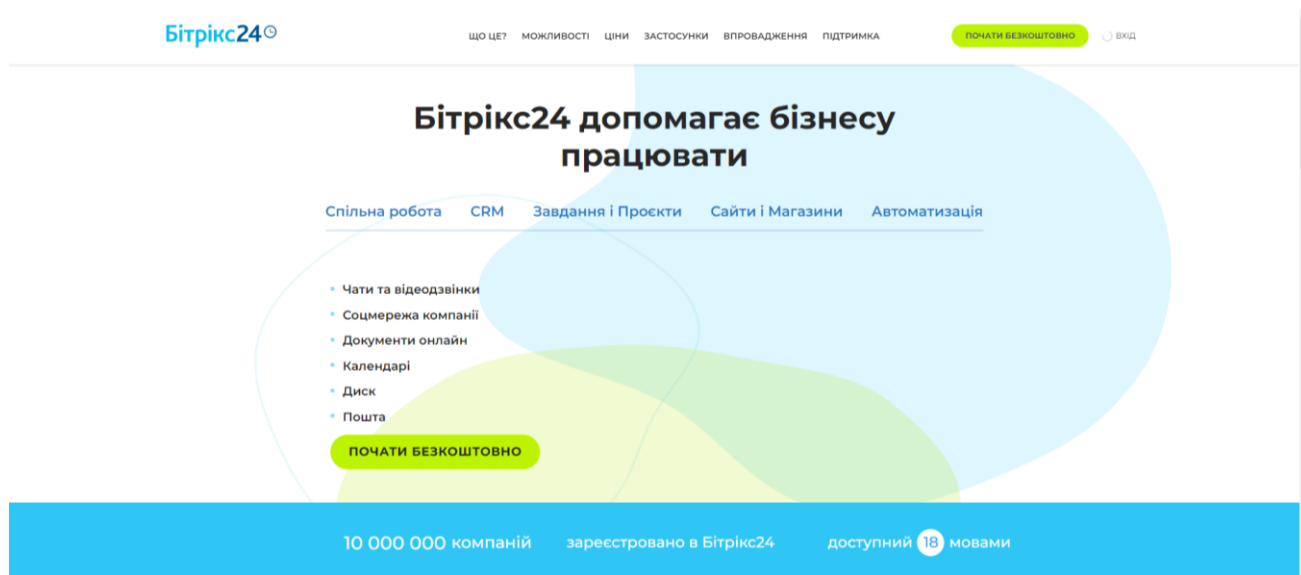 Бітрікс24
ЩО ЦЕ? МОЖЛИВОСТІ ЦІНИ ЗАСТОСУНКИ ВПРОВАДЖЕННЯ ПІДТРИМКА
ПОЧАТИ БЕЗКОШТОВНО
ВХІД
Бітрікс24 допомагає бізнесу
працювати
Спільна робота CRM Завдання і Проєкти Сайти і Магазини Автоматизація
Чати та відеодзвінки
Соцмережа компанії
Документи онлайн
Календарі
Диск
Пошта
ПОЧАТИ БЕЗКОШТОВНО
10 000 000 компаній зареєстровано в Бітрікс24 доступний 18 мовами